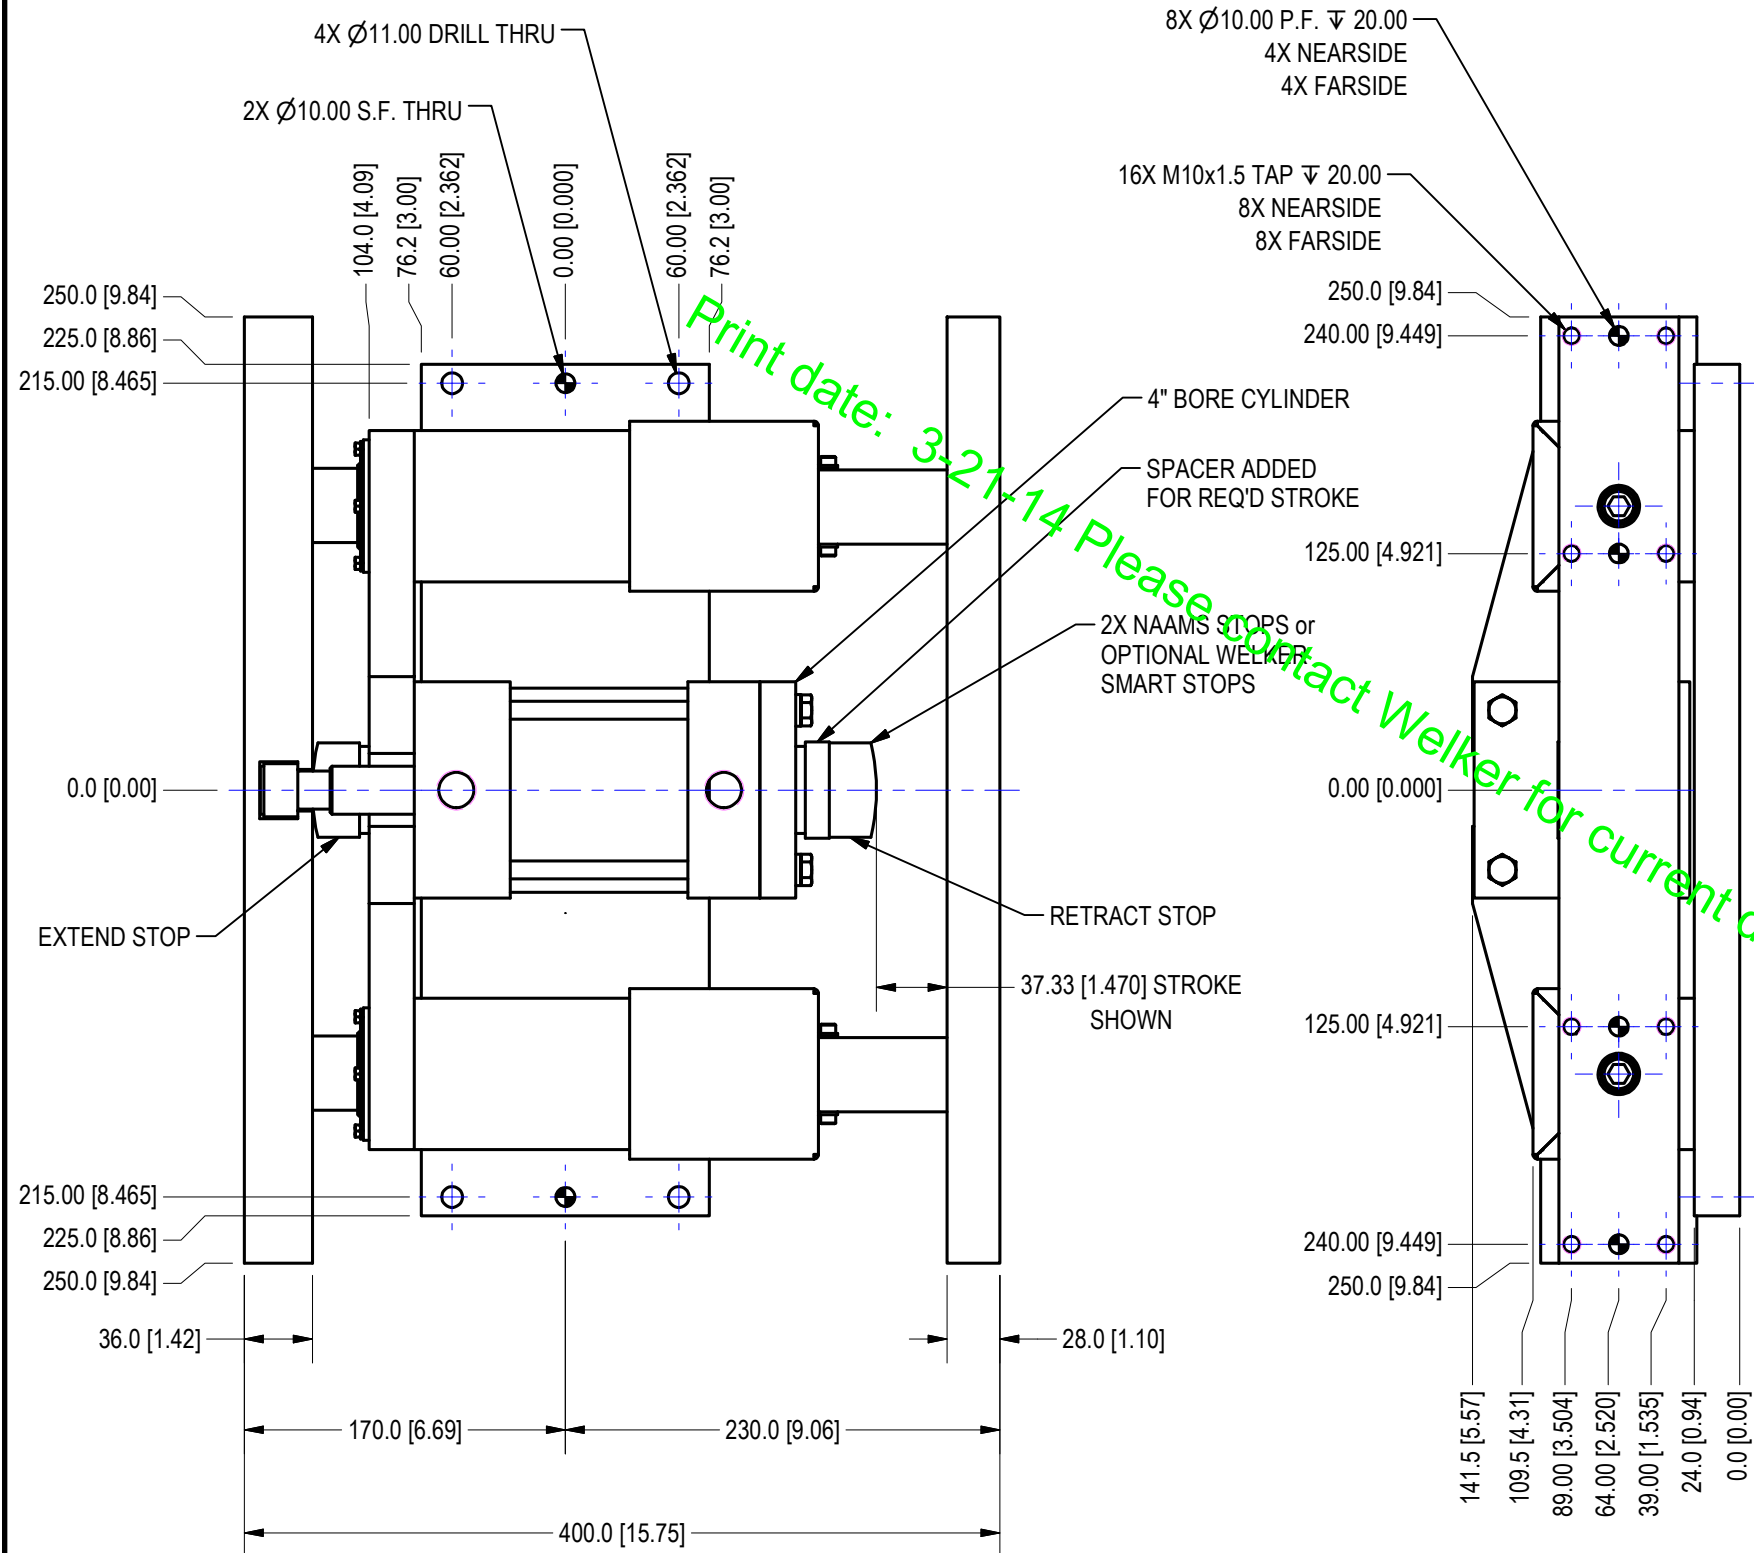 4X Ø11.00 DRILL THRU
2X Ø10.00 S.F. THRU
104.0 [4.09]
76.2 [3.00]
60.00 [2.362]
0.00 [0.000]
60.00 [2.362]
76.2 [3.00]
250.0 [9.84]
225.0 [8.86]
215.00 [8.465]
0.0 [0.00]
EXTEND STOP
215.00 [8.465]
225.0 [8.86]
250.0 [9.84]
36.0 [1.42]
28.0 [1.10]
170.0 [6.69]
230.0 [9.06]
400.0 [15.75]
4" BORE CYLINDER
SPACER ADDED
FOR REQ'D STROKE
2X NAAMS STOPS or
OPTIONAL WELKER
SMART STOPS
RETRACT STOP
37.33 [1.470] STROKE
SHOWN
8X Ø10.00 P.F. ↧ 20.00
4X NEARSIDE
4X FARSIDE
16X M10x1.5 TAP ↧ 20.00
8X NEARSIDE
8X FARSIDE
250.0 [9.84]
240.00 [9.449]
125.00 [4.921]
0.00 [0.000]
125.00 [4.921]
240.00 [9.449]
250.0 [9.84]
141.5 [5.57]
109.5 [4.31]
89.00 [3.504]
64.00 [2.520]
39.00 [1.535]
24.0 [0.94]
0.0 [0.00]
Print date: 3-21-14 Please contact Welker for current